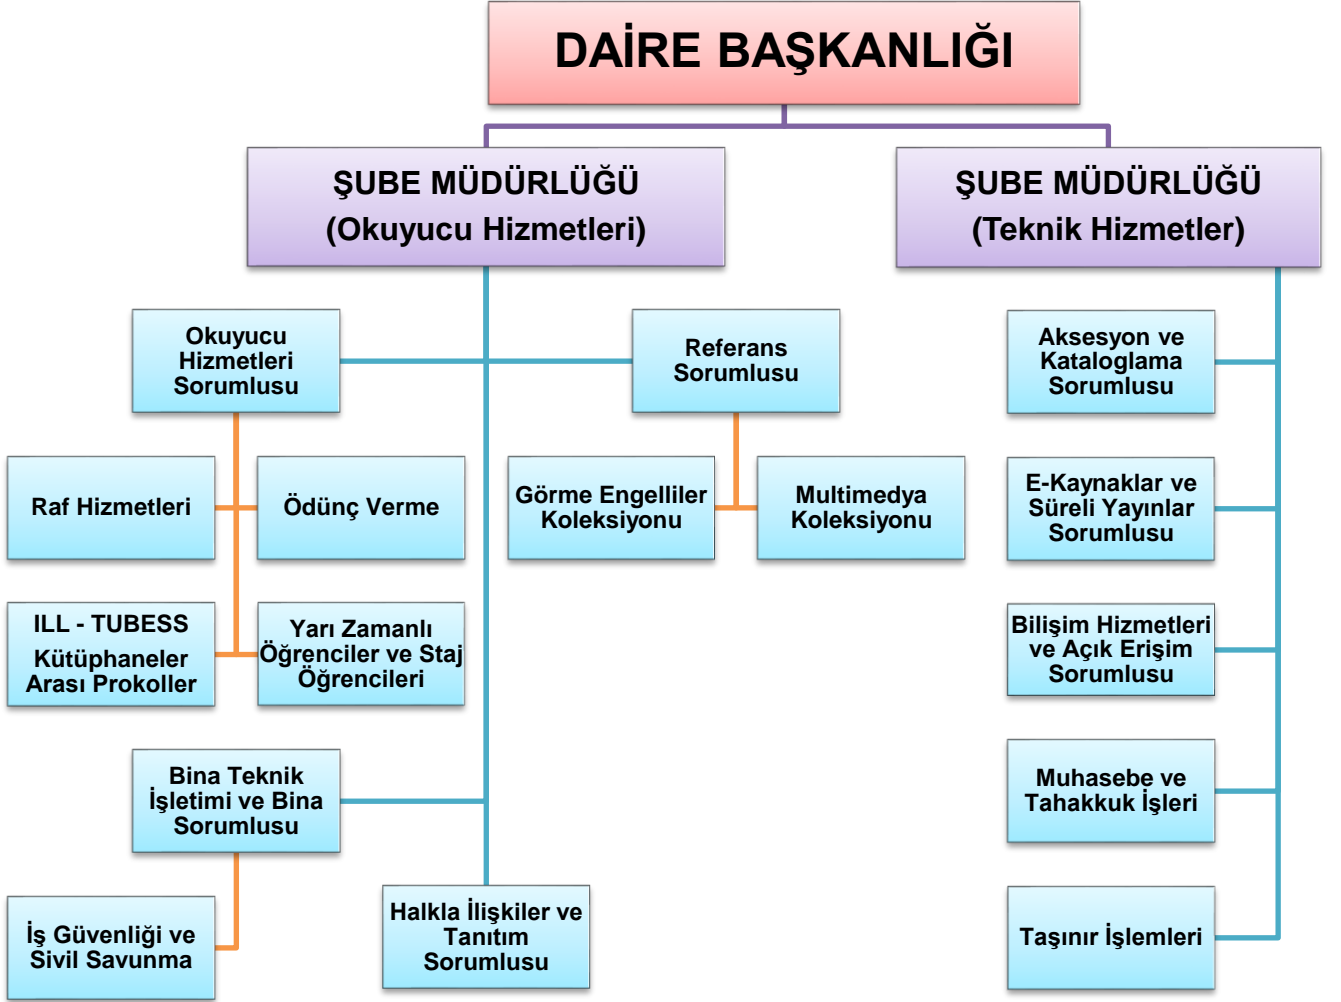 DAİRE BAŞKANLIĞI
ŞUBE MÜDÜRLÜĞÜ
(Okuyucu Hizmetleri)
ŞUBE MÜDÜRLÜĞÜ
(Teknik Hizmetler)
Okuyucu
Hizmetleri
Sorumlusu
Referans
Sorumlusu
Aksesyon ve
Kataloglama
Sorumlusu
Raf Hizmetleri
Ödünç Verme
Görme Engelliler
Koleksiyonu
Multimedya
Koleksiyonu
E-Kaynaklar ve
Süreli Yayınlar
Sorumlusu
ILL - TUBESS
Kütüphaneler
Arası Prokoller
Yarı Zamanlı
Öğrenciler ve Staj
Öğrencileri
Bilişim Hizmetleri
ve Açık Erişim
Sorumlusu
Bina Teknik
İşletimi ve Bina
Sorumlusu
Muhasebe ve
Tahakkuk İşleri
İş Güvenliği ve
Sivil Savunma
Halkla İlişkiler ve
Tanıtım
Sorumlusu
Taşınır İşlemleri